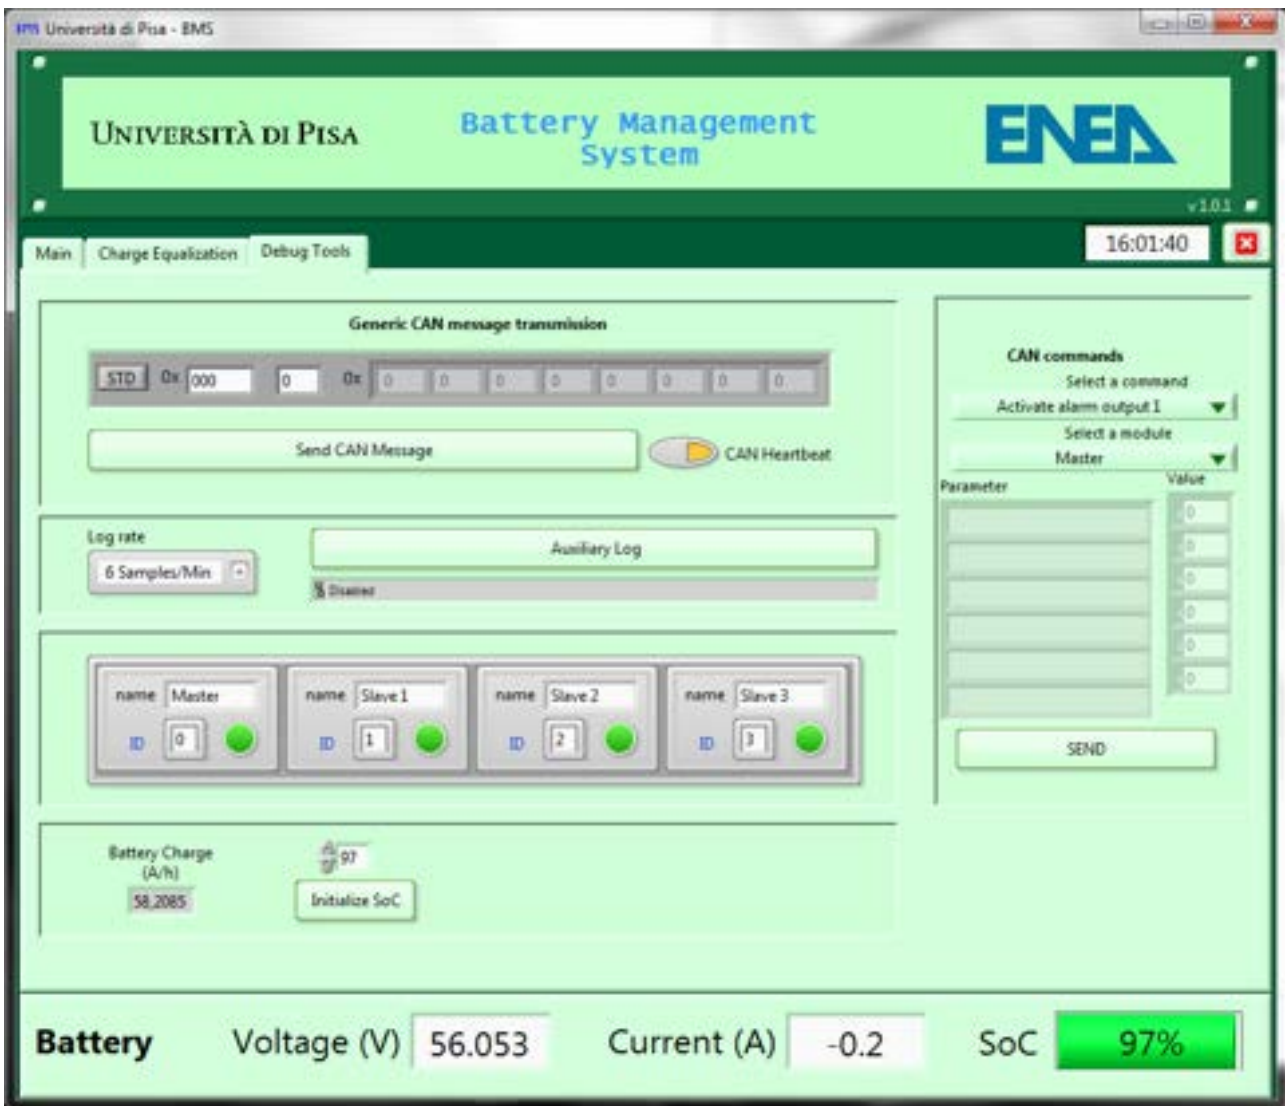 BMS Università di Pisa - BMS
UNIVERSITÀ DI PISA
Battery Management
System
ENEA
v 1.0.1
Main
Charge Equalization
Debug Tools
16:01:40
Generic CAN message transmission
STD 0x 000 0 0x 0 0 0 0 0 0 0 0
Send CAN Message
CAN Heartbeat
Log rate
6 Samples/Min
Auxiliary Log
Disabled
name Master
ID 0
name Slave 1
ID 1
name Slave 2
ID 2
name Slave 3
ID 3
Battery Charge
(A/h)
58,2085
97
Initialize SoC
CAN commands
Select a command
Activate alarm output 1
Select a module
Master
Parameter
Value
0
0
0
0
0
0
SEND
Battery
Voltage (V) 56.053
Current (A) -0.2
SoC 97%